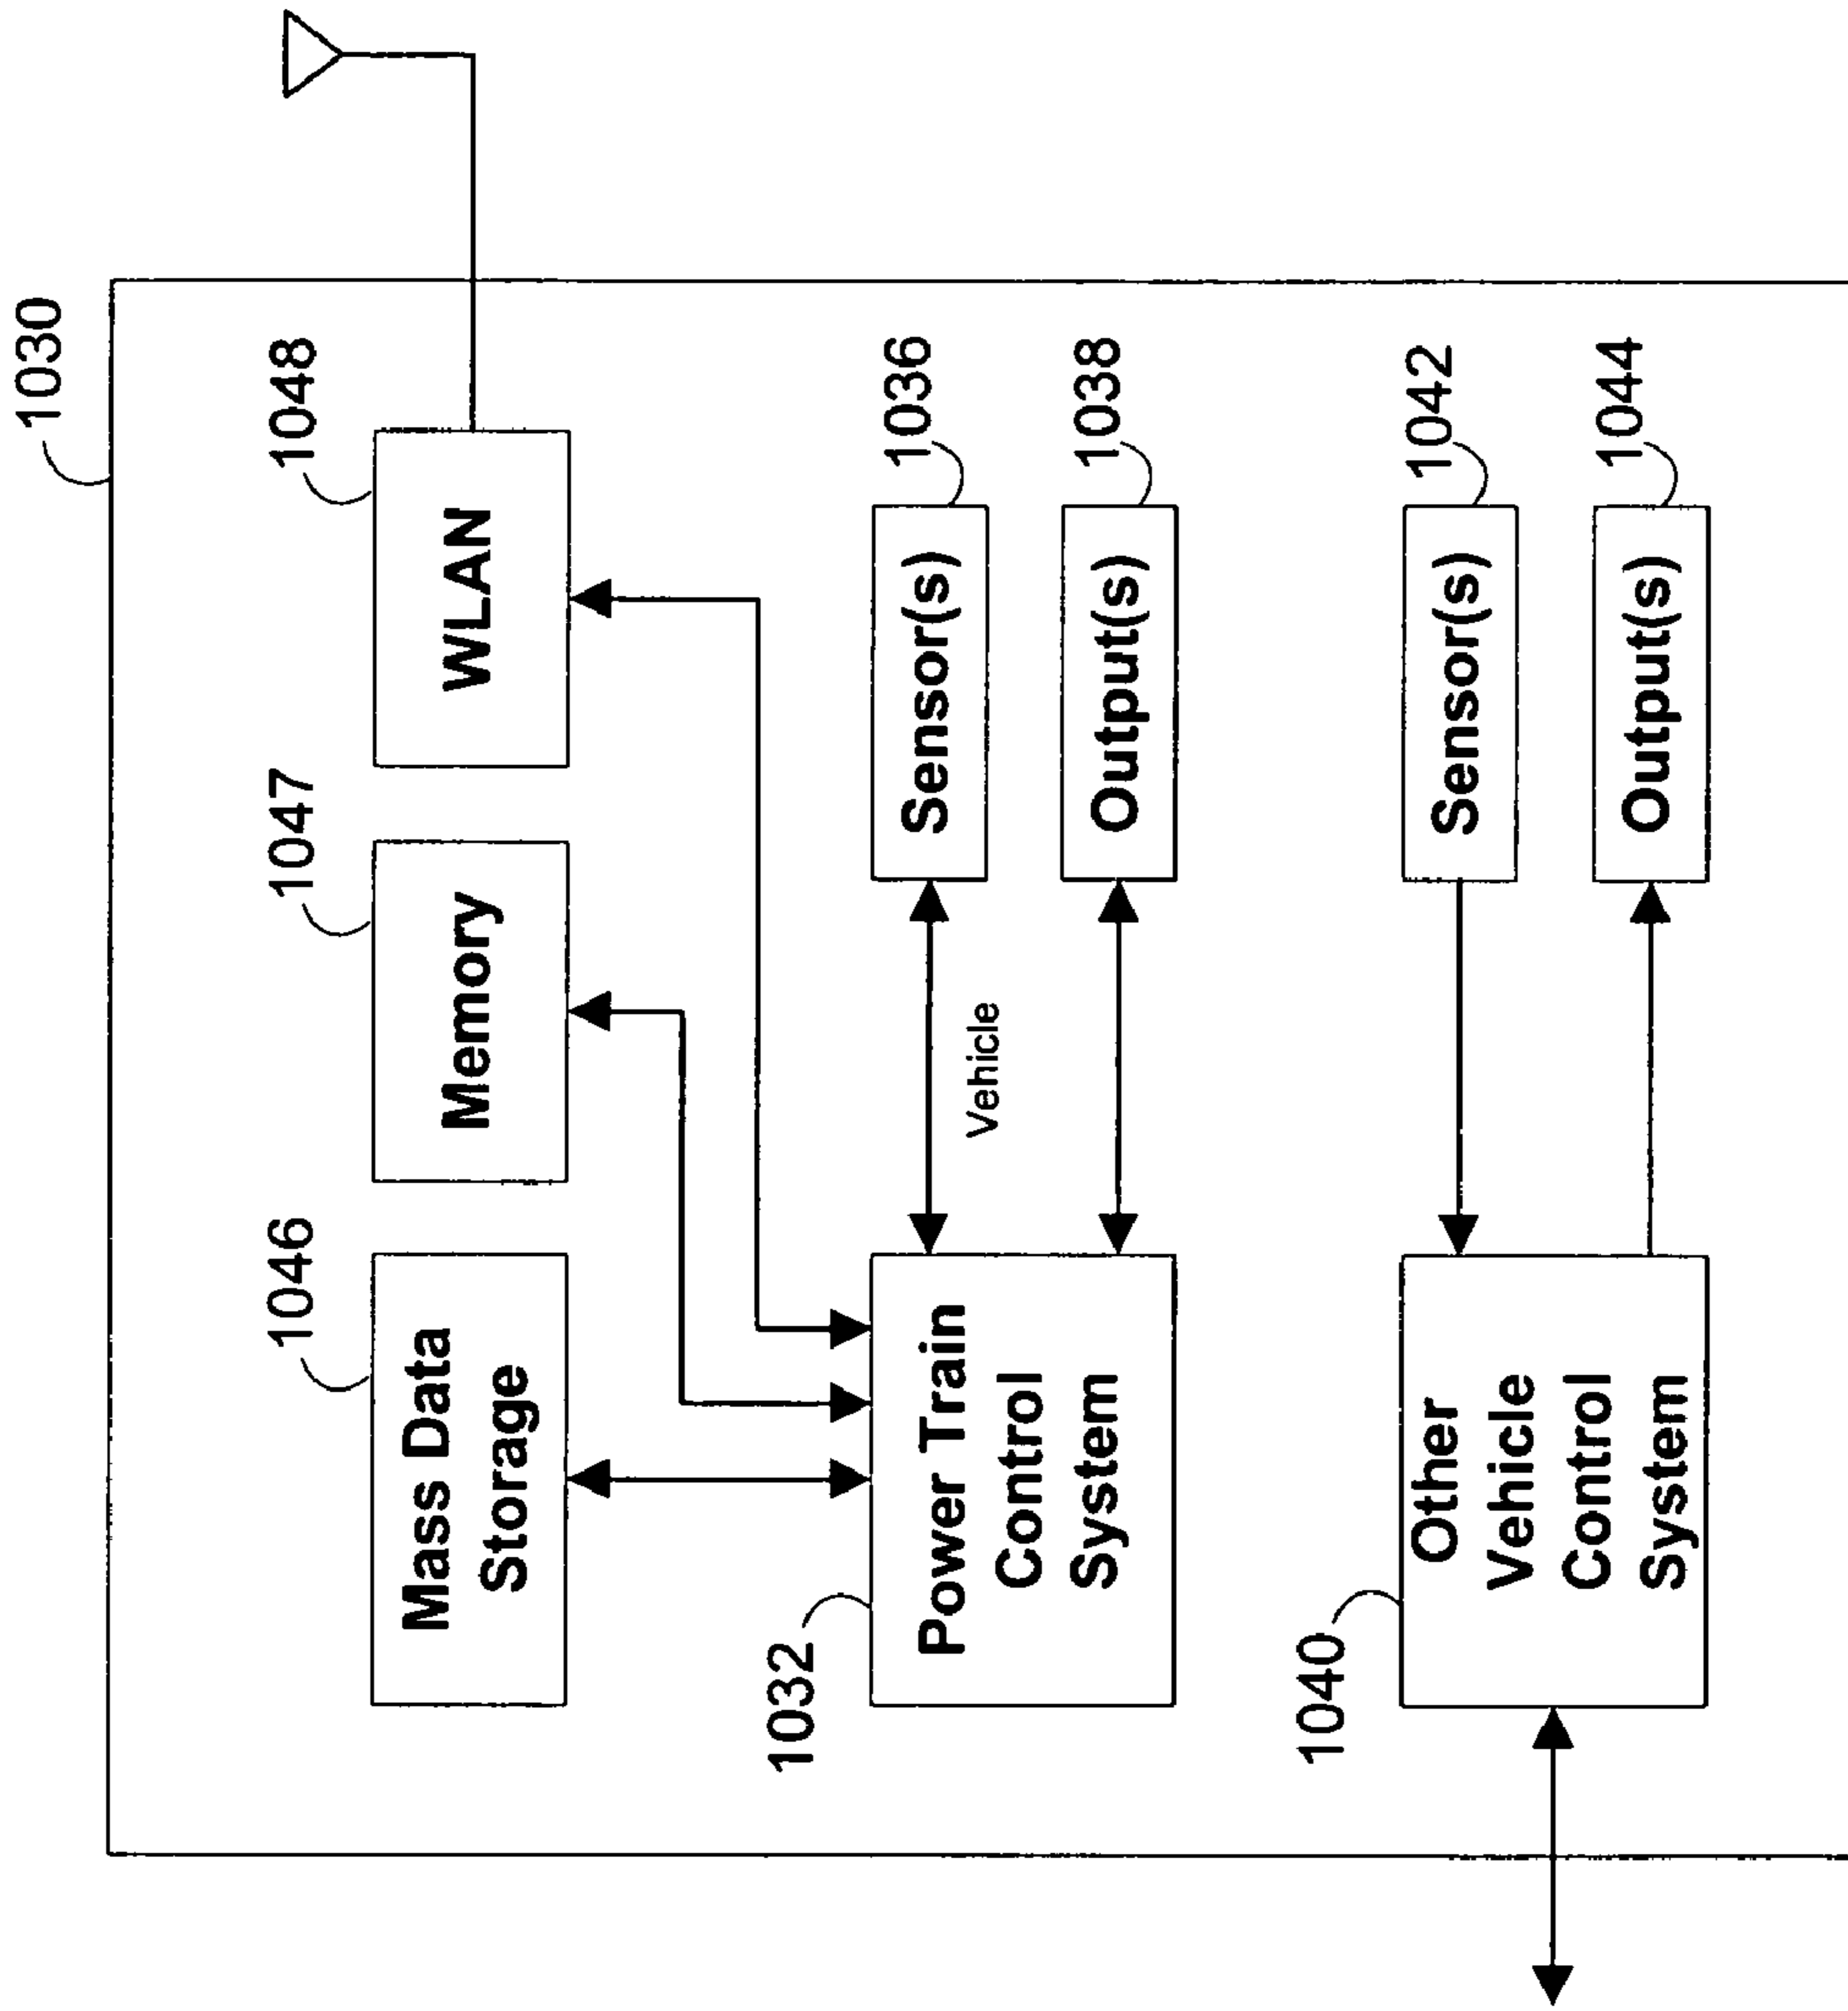 1030
1046
1047
1048
Mass Data
Storage
Memory
WLAN
1032
Power Train
Control
System
1036
Sensor(s)
Vehicle
1038
Output(s)
1040
Other
Vehicle
Control
System
1042
Sensor(s)
1044
Output(s)